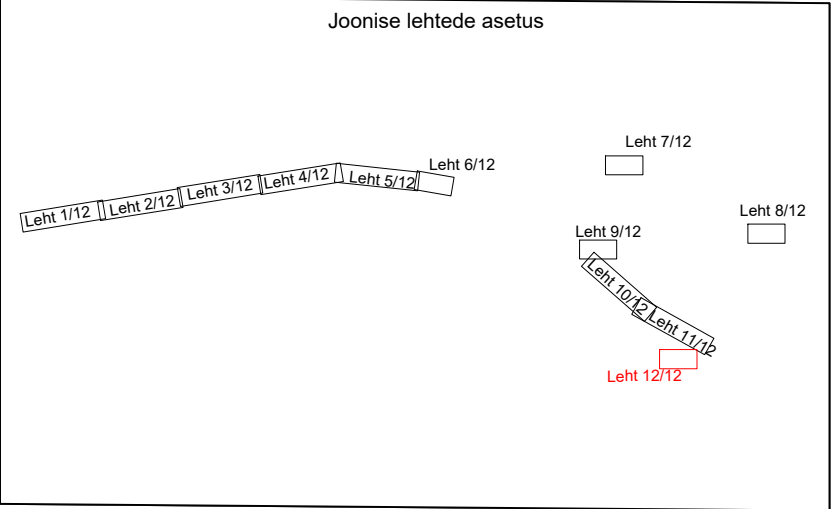 Joonise lehtede asetus
Leht 1/12
Leht 2/12
Leht 3/12
Leht 4/12
Leht 5/12
Leht 6/12
Leht 7/12
Leht 8/12
Leht 9/12
Leht 10/12
Leht 11/12
Leht 12/12